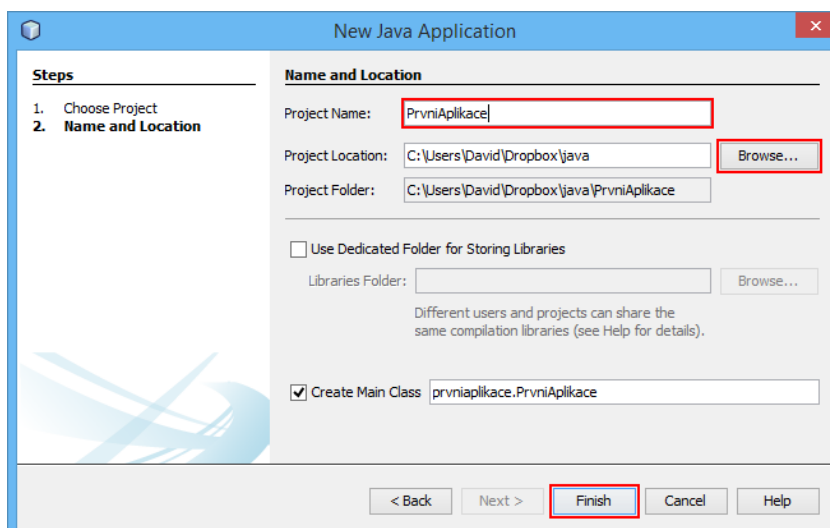 New Java Application
Steps
1. Choose Project
2. Name and Location
Name and Location
Project Name: PrvniAplikace
Project Location: C:\Users\David\Dropbox\java Browse...
Project Folder: C:\Users\David\Dropbox\java\PrvniAplikace
Use Dedicated Folder for Storing Libraries
Libraries Folder: Browse...
Different users and projects can share the
same compilation libraries (see Help for details).
Create Main Class prvniaplikace.PrvniAplikace
< Back Next > Finish Cancel Help